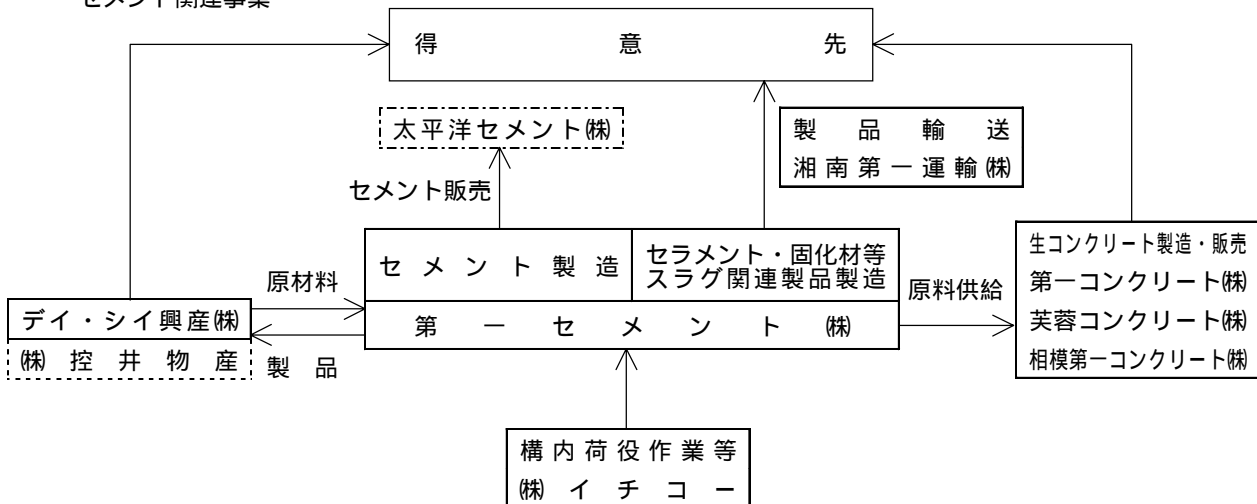 セメント関連事業
得意先
太平洋セメント㈱
製品輸送
湘南第一運輸㈱
セメント販売
セメント製造
セラメント・固化材等
スラグ関連製品製造
第一セメント㈱
原材料
製品
デイ・シイ興産㈱
㈱控井物産
原料供給
生コンクリート製造・販売
第一コンクリート㈱
芙蓉コンクリート㈱
相模第一コンクリート㈱
構内荷役作業等
㈱イチコー